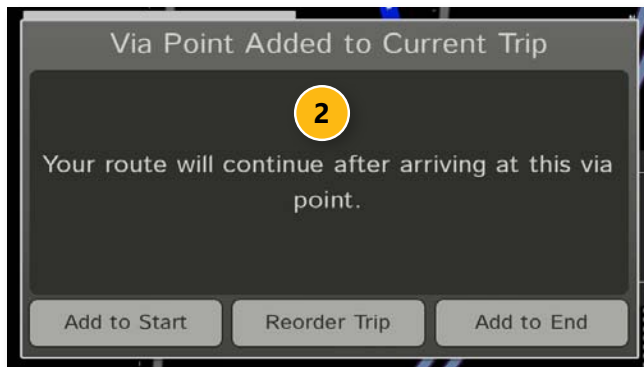 Via Point Added to Current Trip
2
Your route will continue after arriving at this via
point.
Add to Start
Reorder Trip
Add to End